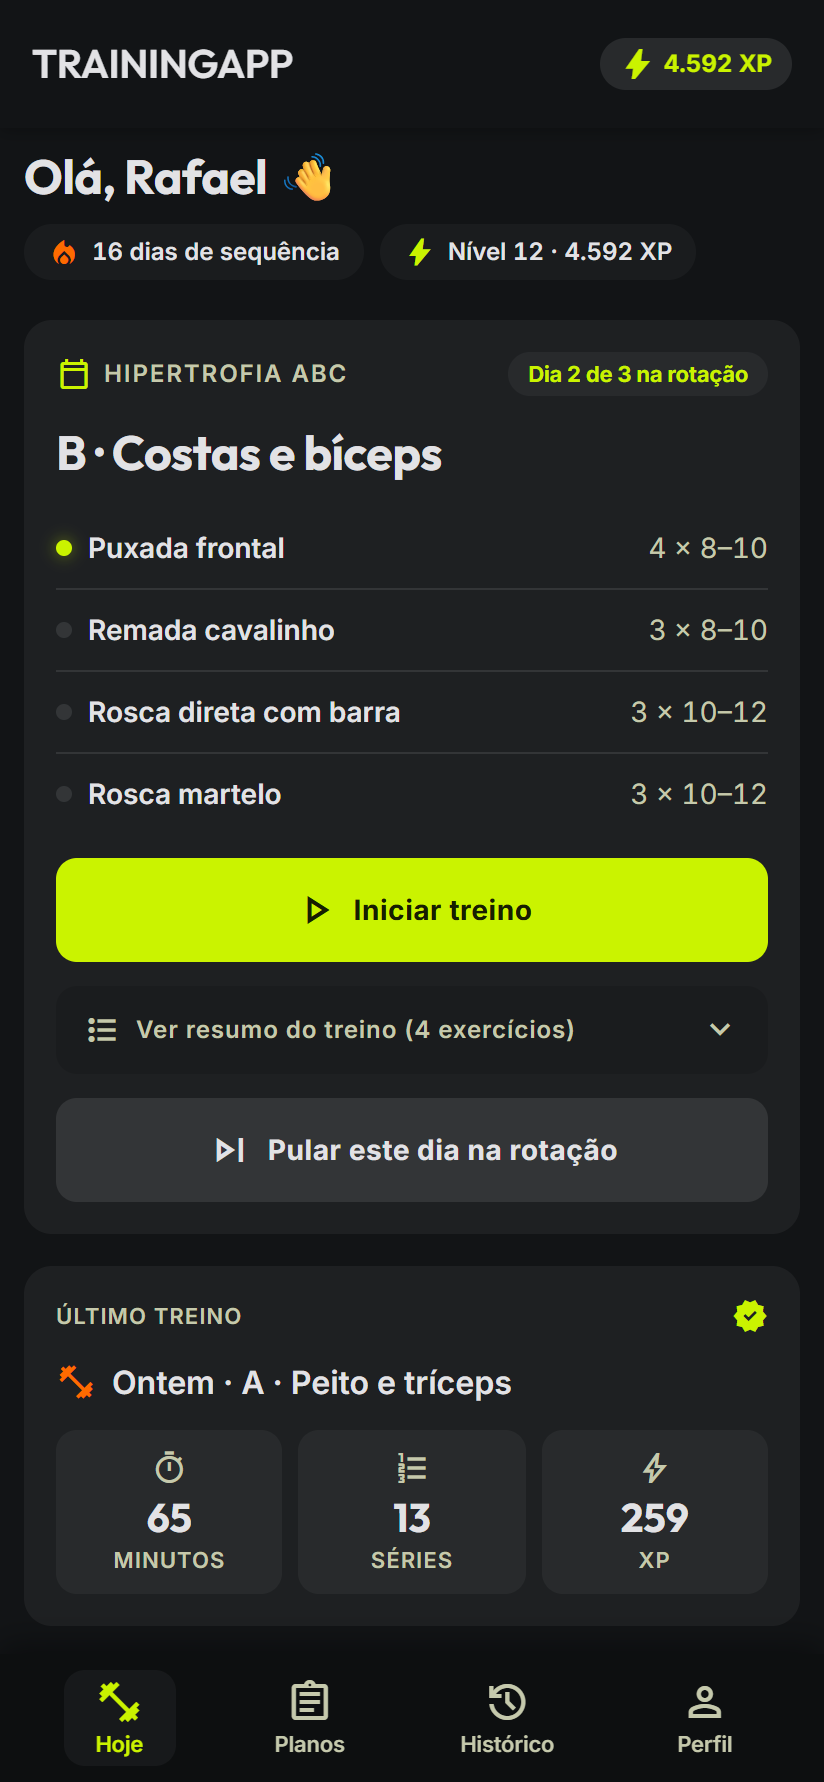 TRAININGAPP
4.592 XP
Olá, Rafael 👋
16 dias de sequência
Nível 12 · 4.592 XP
HIPERTROFIA ABC
Dia 2 de 3 na rotação
B · Costas e bíceps
Puxada frontal 4 × 8–10
Remada cavalinho 3 × 8–10
Rosca direta com barra 3 × 10–12
Rosca martelo 3 × 10–12
Iniciar treino
Ver resumo do treino (4 exercícios)
Pular este dia na rotação
ÚLTIMO TREINO
Ontem · A · Peito e tríceps
65 13 259
MINUTOS SÉRIES XP
Hoje Planos Histórico Perfil